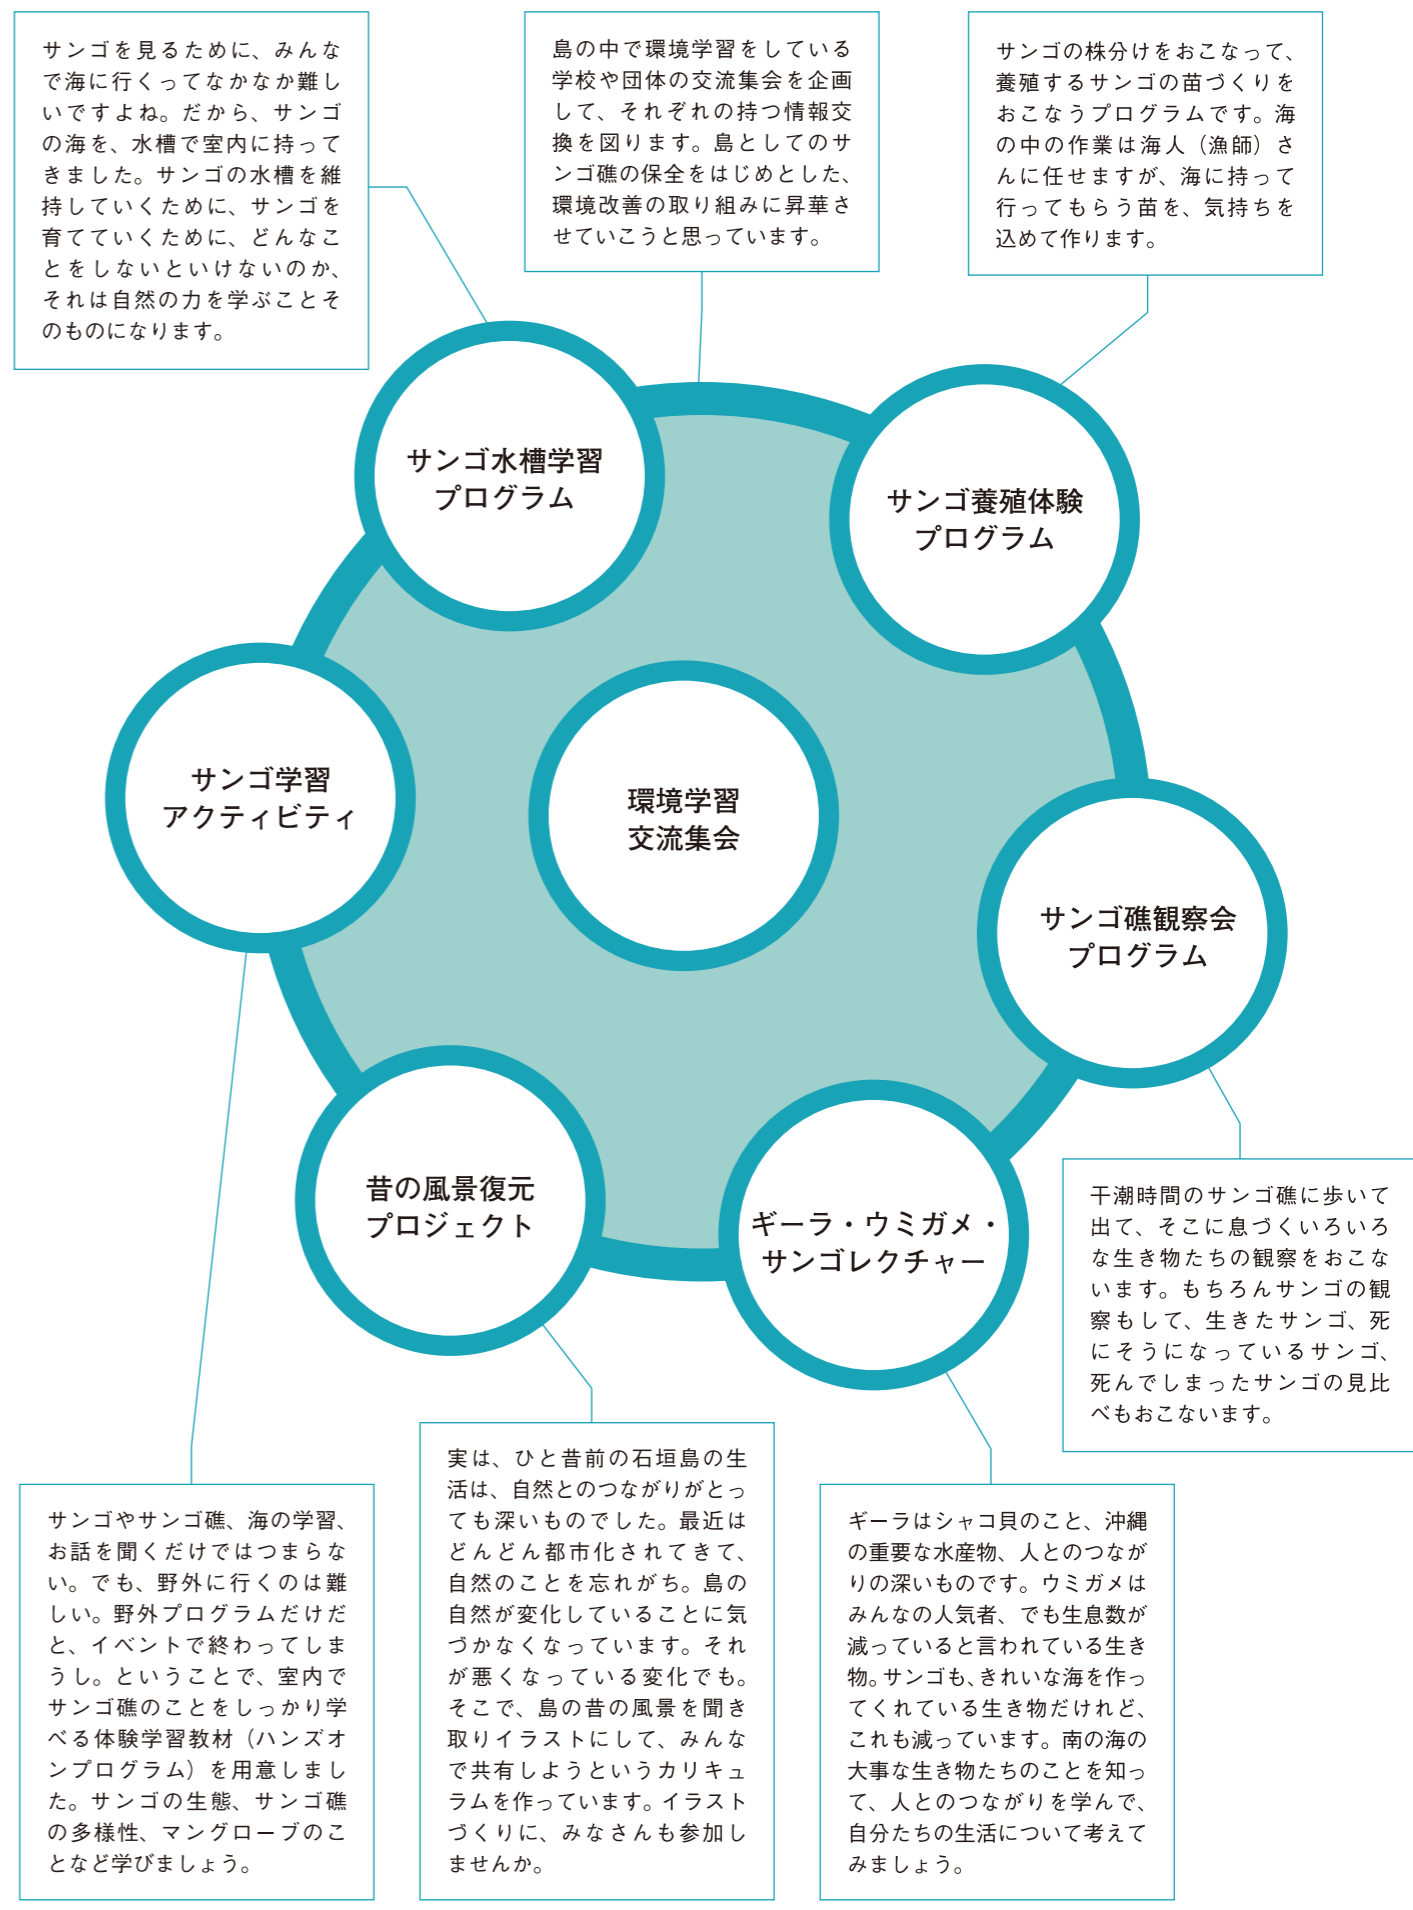 サンゴを見るために、みんな
で海に行くってなかなか難し
いですよね。だから、サンゴ
の海を、水槽で室内に持って
きました。サンゴの水槽を維
持していくために、サンゴを
育てていくために、どんなこ
とをしないといけないのか、
それは自然の力を学ぶことそ
のものになります。
島の中で環境学習をしている
学校や団体の交流集会を企画
して、それぞれの持つ情報交
換を図ります。島としてのサ
ンゴ礁の保全をはじめとした、
環境改善の取り組みに昇華さ
せていこうと思っています。
サンゴの株分けをおこなって、
養殖するサンゴの苗づくりを
おこなうプログラムです。海
の中の作業は海人（漁師）さ
んに任せますが、海に持って
行ってもらう苗を、気持ちを
込めて作ります。
サンゴ水槽学習
プログラム
サンゴ養殖体験
プログラム
サンゴ学習
アクティビティ
環境学習
交流集会
サンゴ礁観察会
プログラム
昔の風景復元
プロジェクト
ギーラ・ウミガメ・
サンゴレクチャー
干潮時間のサンゴ礁に歩いて
出て、そこに息づくいろいろ
な生き物たちの観察をおこな
います。もちろんサンゴの観
察もして、生きたサンゴ、死
にそうになっているサンゴ、
死んでしまったサンゴの見比
べもおこないます。
サンゴやサンゴ礁、海の学習、
お話を聞くだけではつまらな
い。でも、野外に行くのは難
しい。野外プログラムだけだ
と、イベントで終わってしま
うし。ということで、室内で
サンゴ礁のことをしっかり学
べる体験学習教材（ハンズオ
ンプログラム）を用意しまし
た。サンゴの生態、サンゴ礁
の多様性、マングローブのこ
となど学びましょう。
実は、ひと昔前の石垣島の生
活は、自然とのつながりがとっ
ても深いものでした。最近は
どんどん都市化されてきて、
自然のことを忘れがち。島の
自然が変化していることに気
づかなくなっています。それ
が悪くなっている変化でも。
そこで、島の昔の風景を聞き
取りイラストにして、みんな
で共有しようというカリキュ
ラムを作っています。イラスト
づくりに、みなさんも参加し
ませんか。
ギーラはシャコ貝のこと、沖縄
の重要な水産物、人とのつなが
りの深いものです。ウミガメは
みんなの人気者、でも生息数が
減っていると言われている生き
物。サンゴも、きれいな海を作っ
てくれている生き物だけれど、
これも減っています。南の海の
大事な生き物たちのことを知っ
て、人とのつながりを学んで、
自分たちの生活について考えて
みましょう。